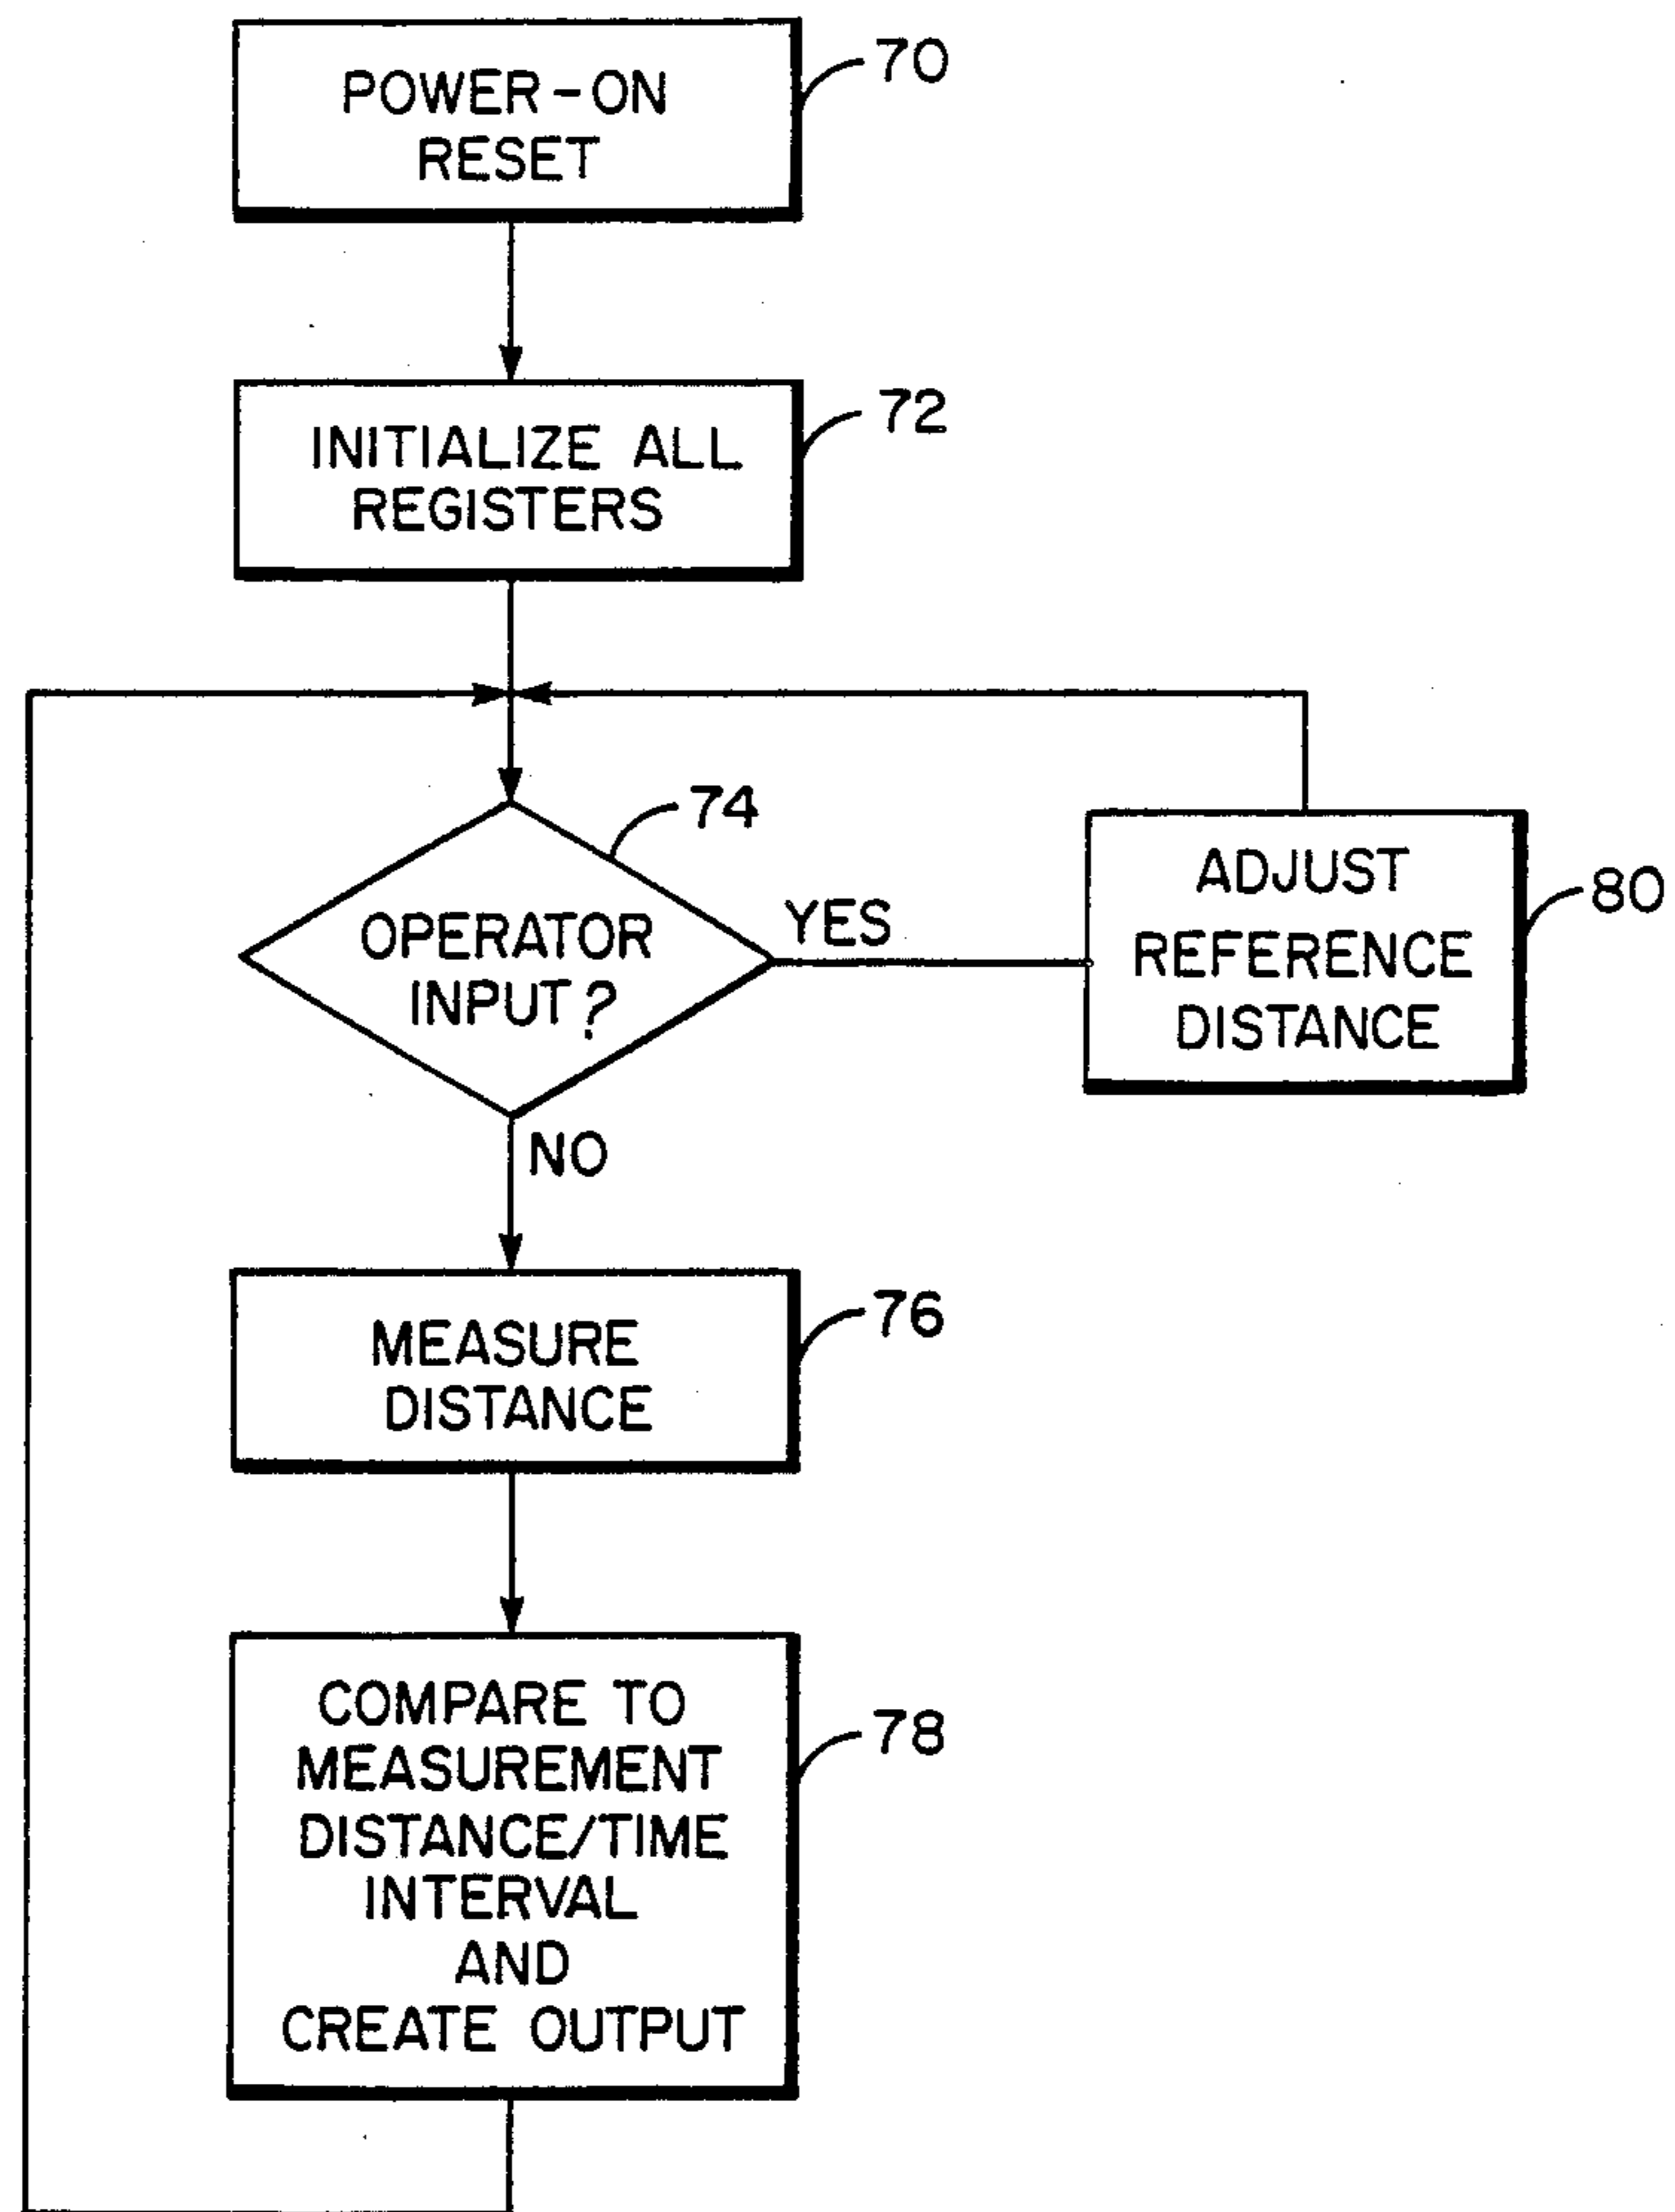 POWER-ON
RESET
70
INITIALIZE ALL
REGISTERS
72
74
OPERATOR
INPUT?
YES
ADJUST
REFERENCE
DISTANCE
80
NO
MEASURE
DISTANCE
76
COMPARE TO
MEASUREMENT
DISTANCE/TIME
INTERVAL
AND
CREATE OUTPUT
78